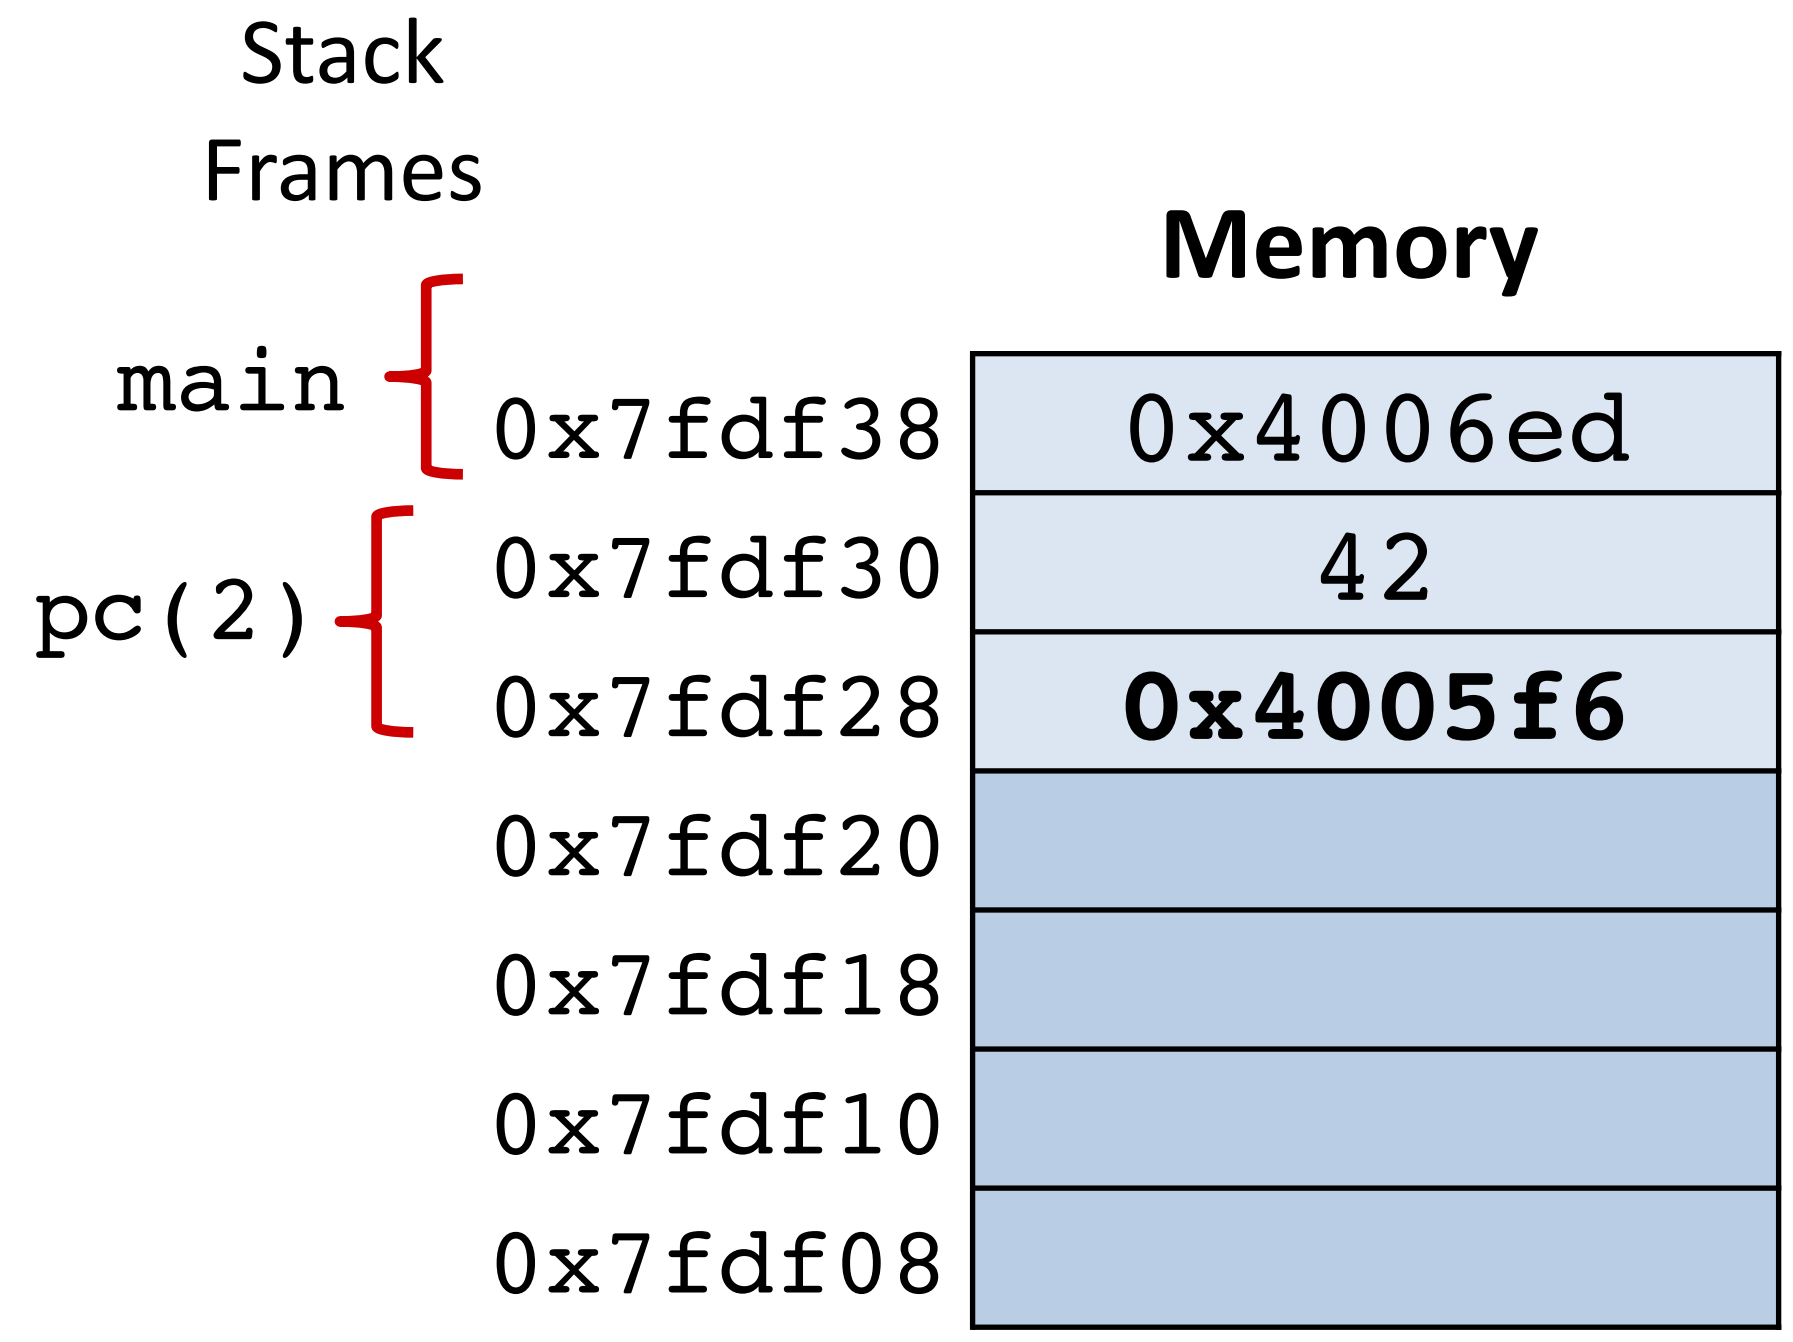 Stack
Frames
Memory
main
0x7fdf38 0x4006ed
0x7fdf30 42
pc(2)
0x7fdf28 0x4005f6
0x7fdf20
0x7fdf18
0x7fdf10
0x7fdf08